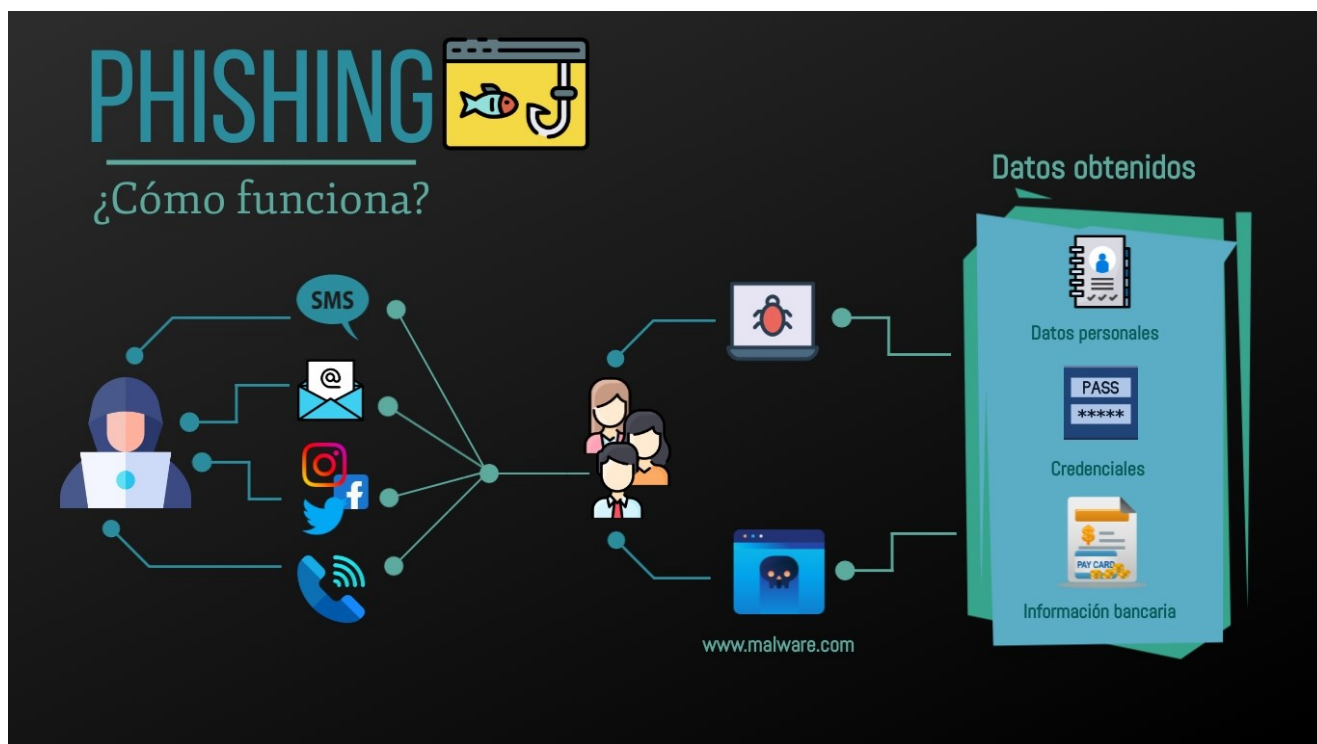 PHISHING
¿Cómo funciona?
SMS
@
f
www.malware.com
Datos obtenidos
Datos personales
PASS
*****
Credenciales
$
PAY CARD
Información bancaria